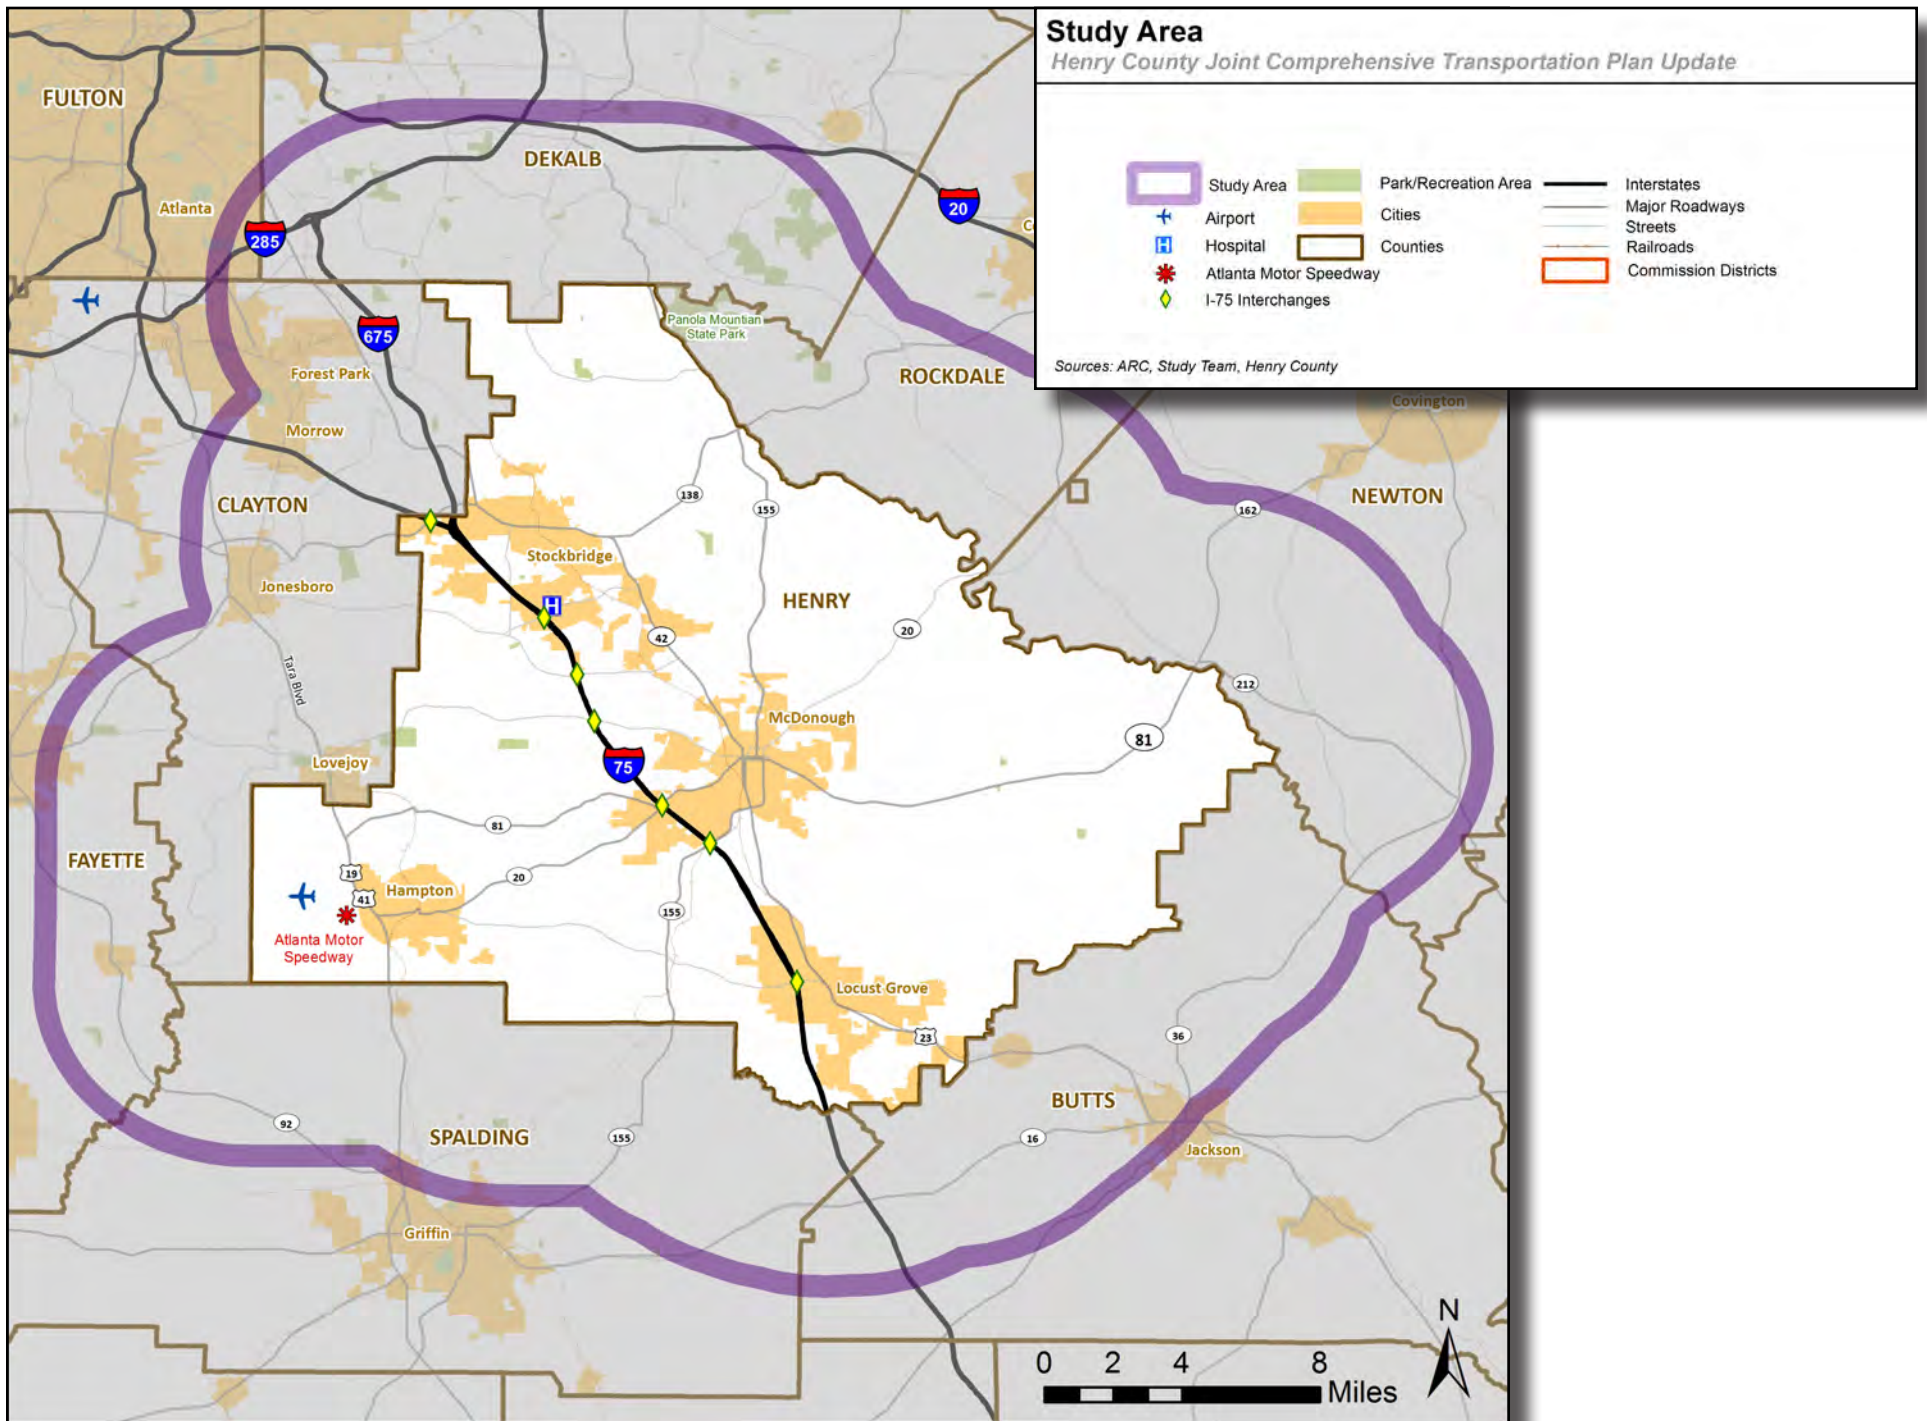 Study Area
Henry County Joint Comprehensive Transportation Plan Update
Study Area
Airport
Hospital
Atlanta Motor Speedway
I-75 Interchanges
Park/Recreation Area
Cities
Counties
Interstates
Major Roadways
Streets
Railroads
Commission Districts
Sources: ARC, Study Team, Henry County
FULTON
DEKALB
Atlanta
285
20
675
Panola Mountian
State Park
Forest Park
ROCKDALE
Morrow
Covington
CLAYTON
138
155
162
NEWTON
Stockbridge
Jonesboro
H
HENRY
42
20
Tara Blvd
212
McDonough
81
Lovejoy
75
81
FAYETTE
19
41
Hampton
20
155
Atlanta Motor
Speedway
Locust Grove
23
36
BUTTS
92
SPALDING
155
16
Jackson
Griffin
N
0 2 4 8
Miles